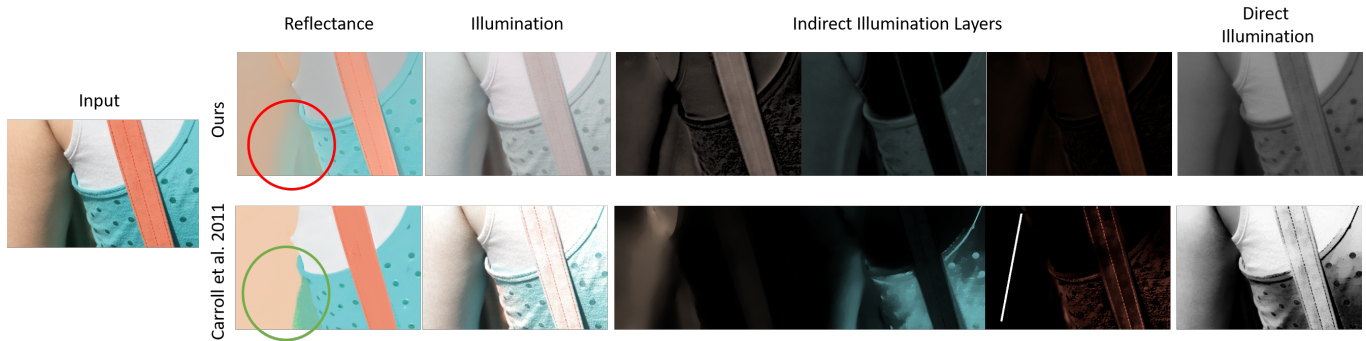 Reflectance
Illumination
Indirect Illumination Layers
Direct
Illumination
Input
Ours
Carroll et al. 2011